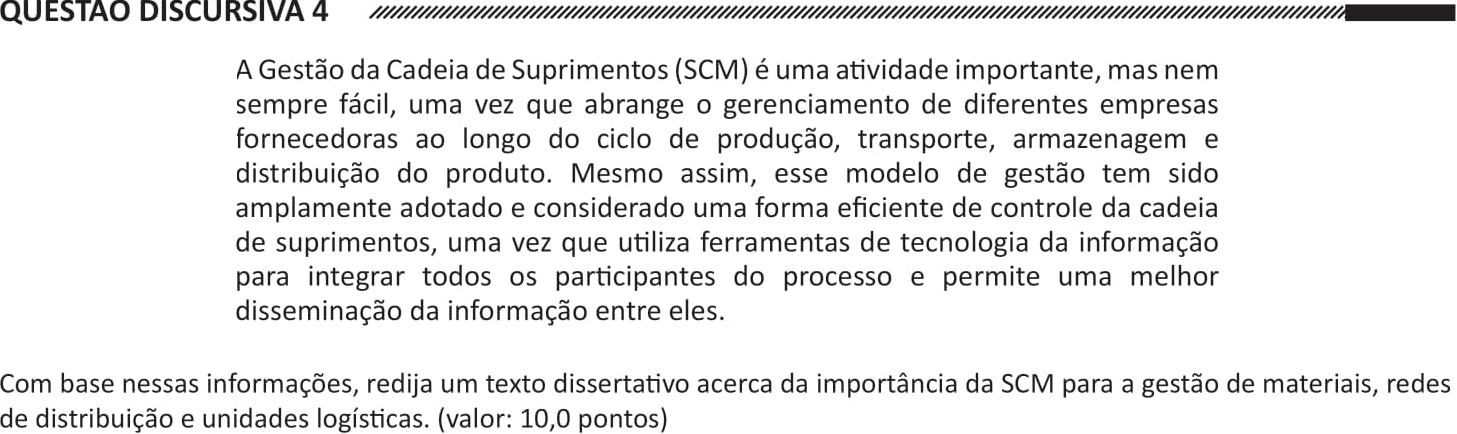 QUESTÃO DISCURSIVA 4
A Gestão da Cadeia de Suprimentos (SCM) é uma atividade importante, mas nem
sempre fácil, uma vez que abrange o gerenciamento de diferentes empresas
fornecedoras ao longo do ciclo de produção, transporte, armazenagem e
distribuição do produto. Mesmo assim, esse modelo de gestão tem sido
amplamente adotado e considerado uma forma eficiente de controle da cadeia
de suprimentos, uma vez que utiliza ferramentas de tecnologia da informação
para integrar todos os participantes do processo e permite uma melhor
disseminação da informação entre eles.
Com base nessas informações, redija um texto dissertativo acerca da importância da SCM para a gestão de materiais, redes
de distribuição e unidades logísticas. (valor: 10,0 pontos)